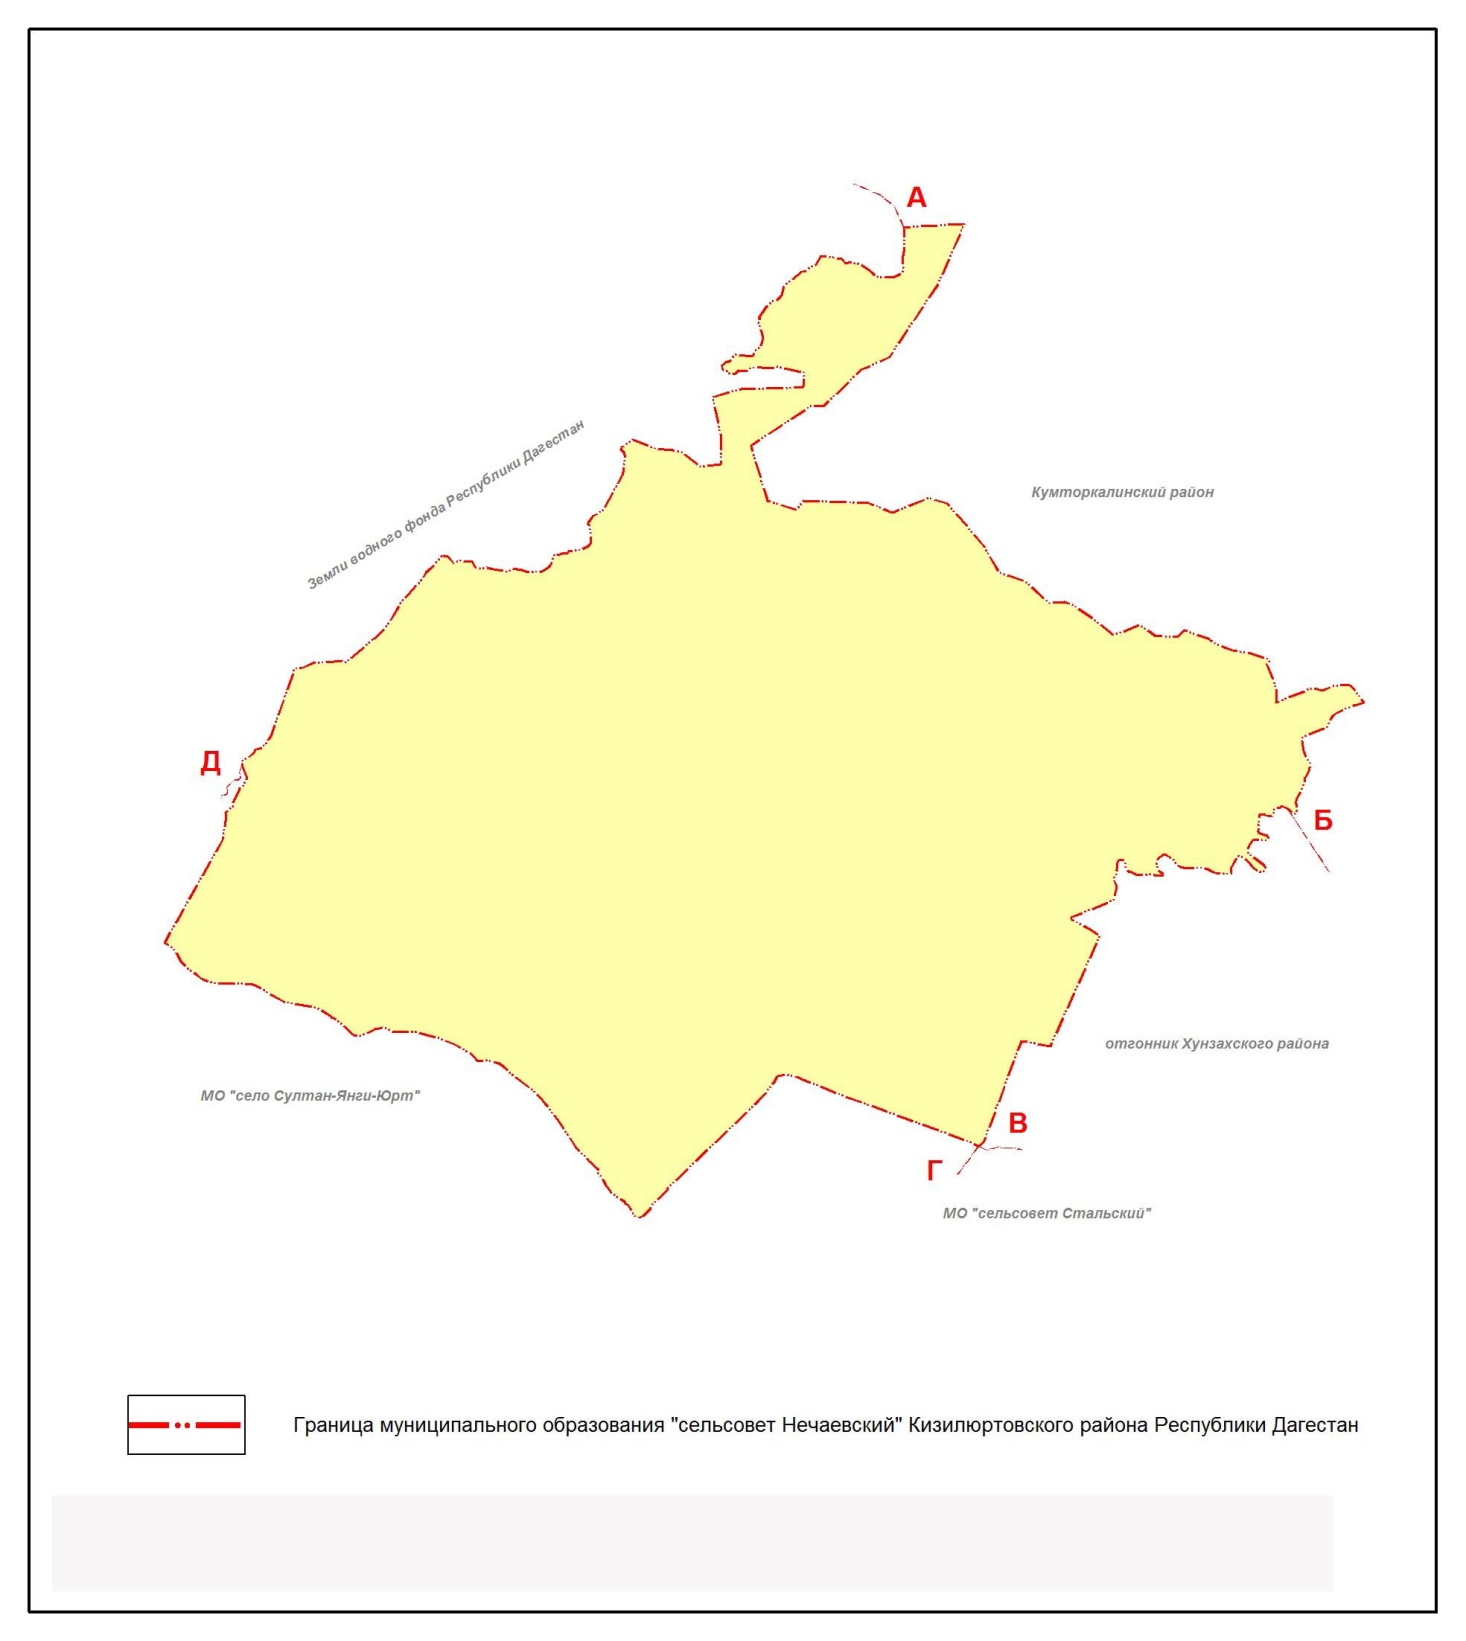 А
Земли водного фонда Республики Дагестан
Кумторкалинский район
Д
Б
отгонник Хунзахского района
МО "село Султан-Янги-Юрт"
В
Г
МО "сельсовет Стальский"
Граница муниципального образования "сельсовет Нечаевский" Кизилюртовского района Республики Дагестан